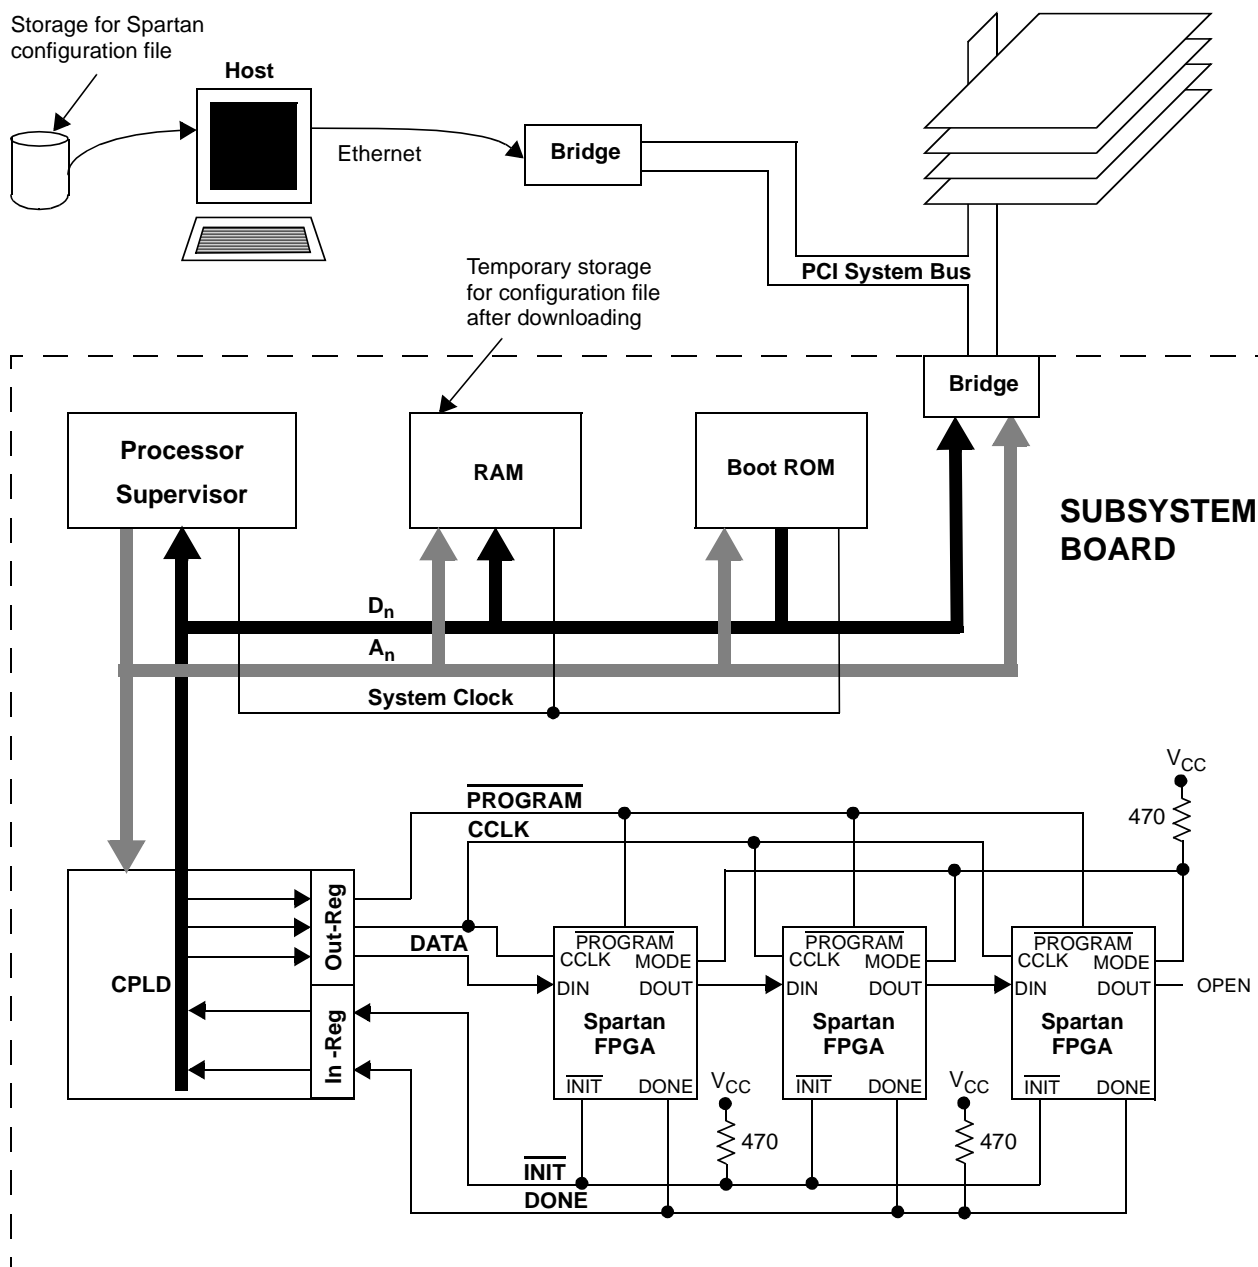 Storage for Spartan
configuration file
Host
Ethernet
Bridge
PCI System Bus
Temporary storage
for configuration file
after downloading
Bridge
Processor
Supervisor
RAM
Boot ROM
SUBSYSTEM
BOARD
Dn
An
System Clock
VCC
470
PROGRAM
CCLK
DATA
CPLD
Out-Reg
In -Reg
PROGRAM
CCLK
MODE
DIN
DOUT
Spartan
FPGA
INIT
DONE
PROGRAM
CCLK
MODE
DIN
DOUT
Spartan
FPGA
INIT
DONE
PROGRAM
CCLK
MODE
DIN
DOUT
OPEN
Spartan
FPGA
INIT
DONE
VCC
470
VCC
470
INIT
DONE